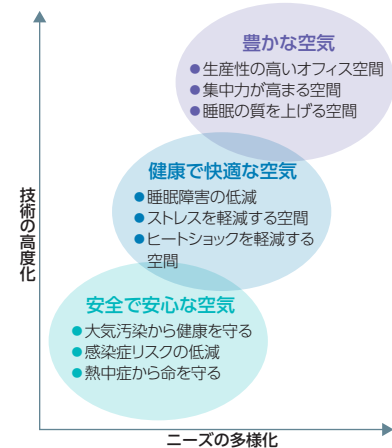 豊かな空気
●生産性の高いオフィス空間
●集中力が高まる空間
●睡眠の質を上げる空間
健康で快適な空気
●睡眠障害の低減
●ストレスを軽減する空間
●ヒートショックを軽減する
空間
安全で安心な空気
●大気汚染から健康を守る
●感染症リスクの低減
●熱中症から命を守る
技術の高度化
ニーズの多様化